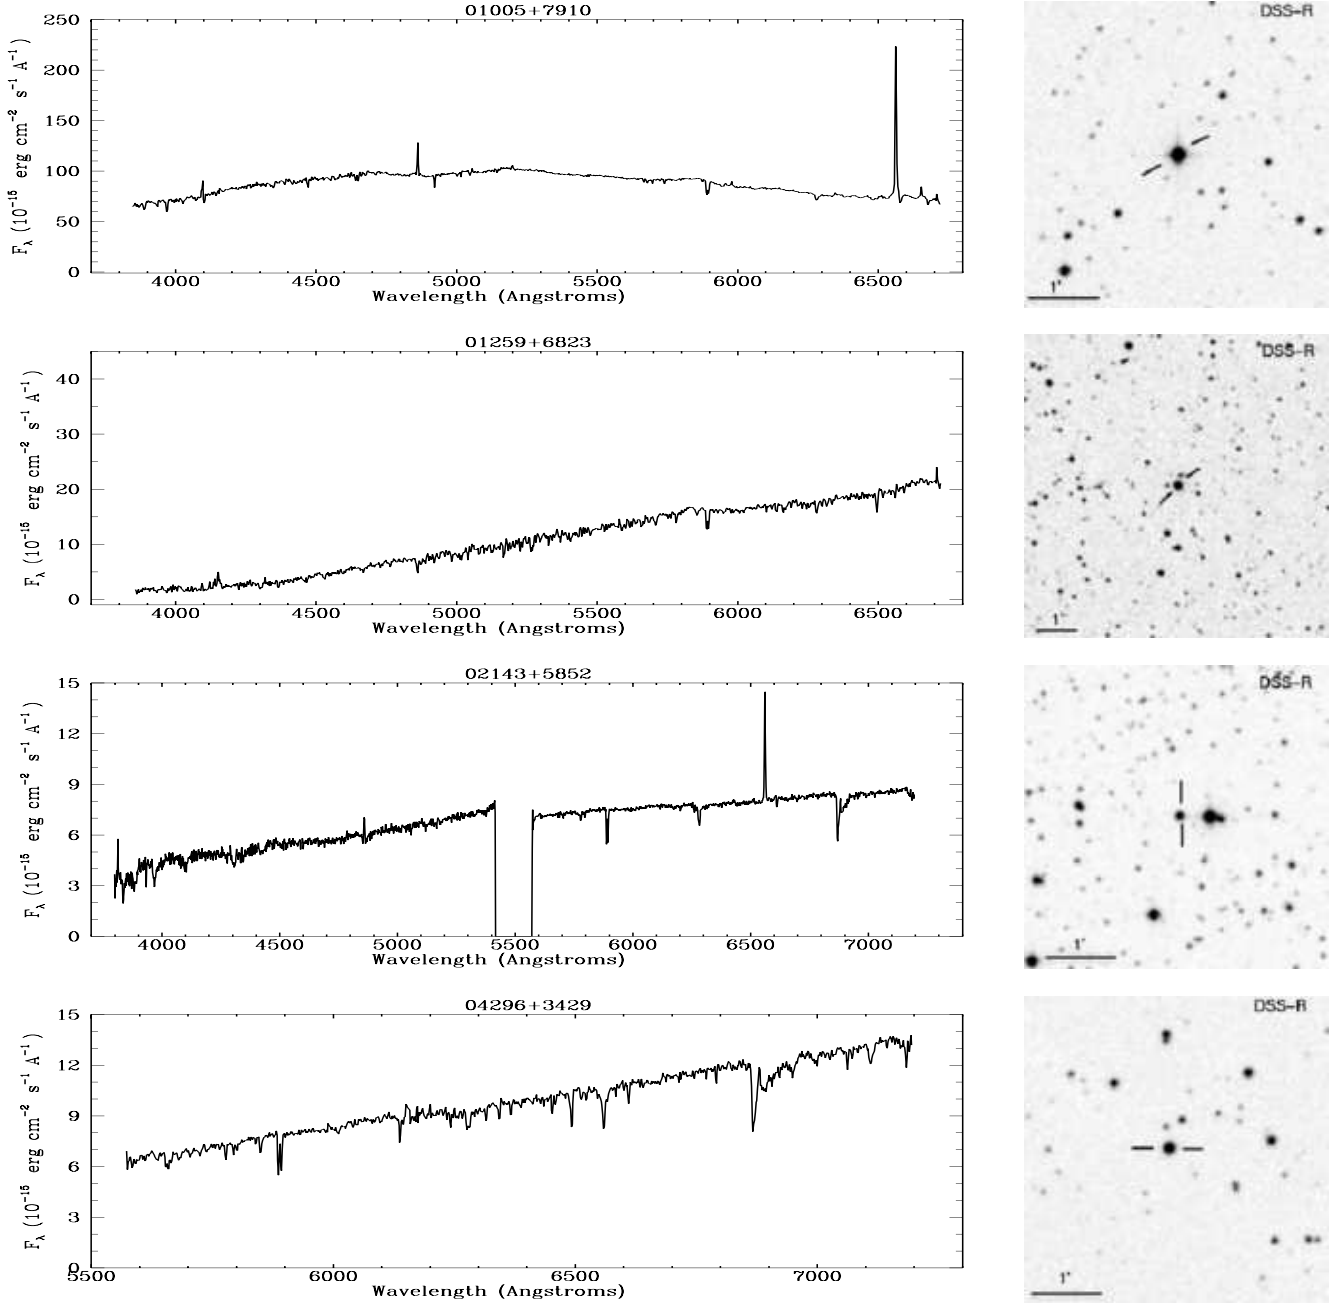 01005+7910
DSS-R
F_λ (10^-15 erg cm^-2 s^-1 A^-1)
250
200
150
100
50
0
4000 4500 5000 5500 6000 6500
Wavelength (Angstroms)
1'
01259+6823
DSS-R
F_λ (10^-15 erg cm^-2 s^-1 A^-1)
40
30
20
10
0
4000 4500 5000 5500 6000 6500
Wavelength (Angstroms)
1'
02143+5852
DSS-R
F_λ (10^-15 erg cm^-2 s^-1 A^-1)
15
12
9
6
3
0
4000 4500 5000 5500 6000 6500 7000
Wavelength (Angstroms)
1'
04296+3429
DSS-R
F_λ (10^-15 erg cm^-2 s^-1 A^-1)
15
12
9
6
3
0
5500 6000 6500 7000
Wavelength (Angstroms)
1'